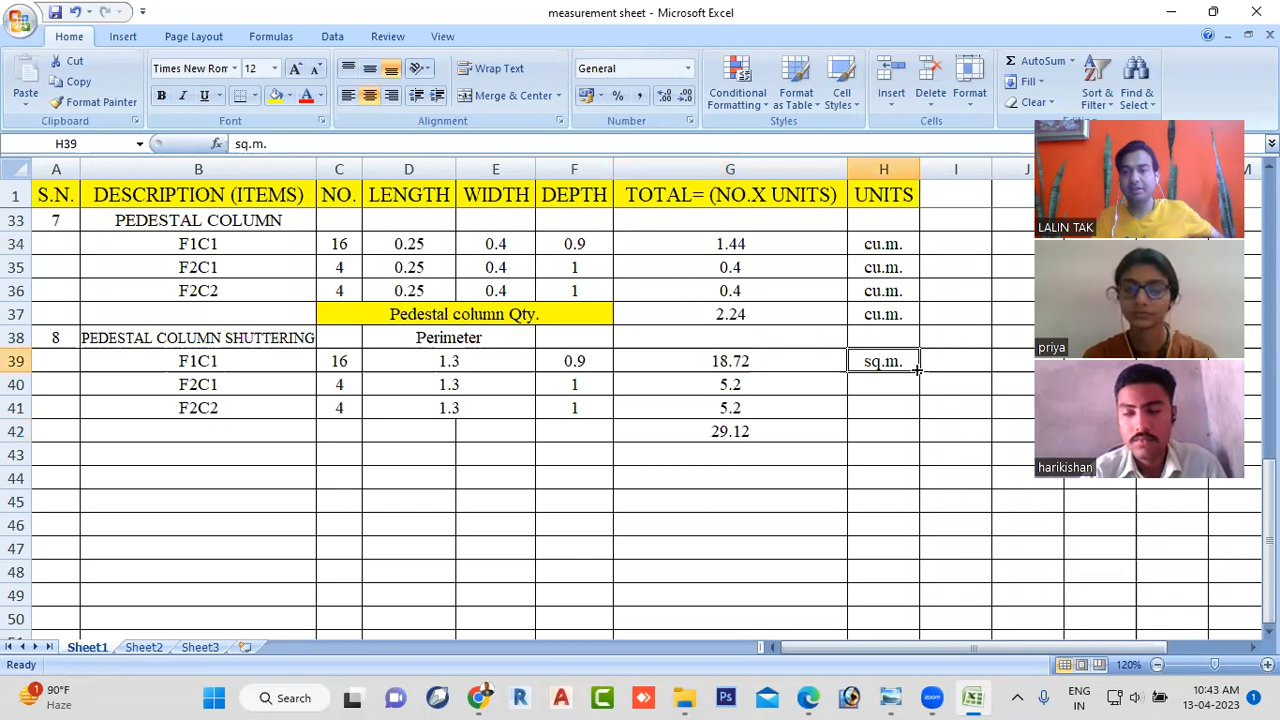 measurement sheet - Microsoft Excel
Home Insert Page Layout Formulas Data Review View
Paste
Cut
Copy
Format Painter
Clipboard
Times New Rom 12
B I U A
Font
Wrap Text
Merge & Center
Alignment
General
% ,
Number
Conditional Formatting
Format as Table
Cell Styles
Styles
Insert Delete Format
Cells
Σ AutoSum
Fill
Clear
Sort & Filter
Find & Select
H39 fx sq.m.
A B C D E F G H I J M
1 S.N. DESCRIPTION (ITEMS) NO. LENGTH WIDTH DEPTH TOTAL= (NO.X UNITS) UNITS
33 7 PEDESTAL COLUMN
34 F1C1 16 0.25 0.4 0.9 1.44 cu.m.
35 F2C1 4 0.25 0.4 1 0.4 cu.m.
36 F2C2 4 0.25 0.4 1 0.4 cu.m.
37 Pedestal column Qty. 2.24 cu.m.
38 8 PEDESTAL COLUMN SHUTTERING Perimeter
39 F1C1 16 1.3 0.9 18.72 sq.m.
40 F2C1 4 1.3 1 5.2
41 F2C2 4 1.3 1 5.2
42 29.12
43
44
45
46
47
48
49
50
LALIN TAK
priya
harikishan
Sheet1 Sheet2 Sheet3
Ready 120%
1 90°F
Haze
Search
ENG
IN
10:43 AM
13-04-2023